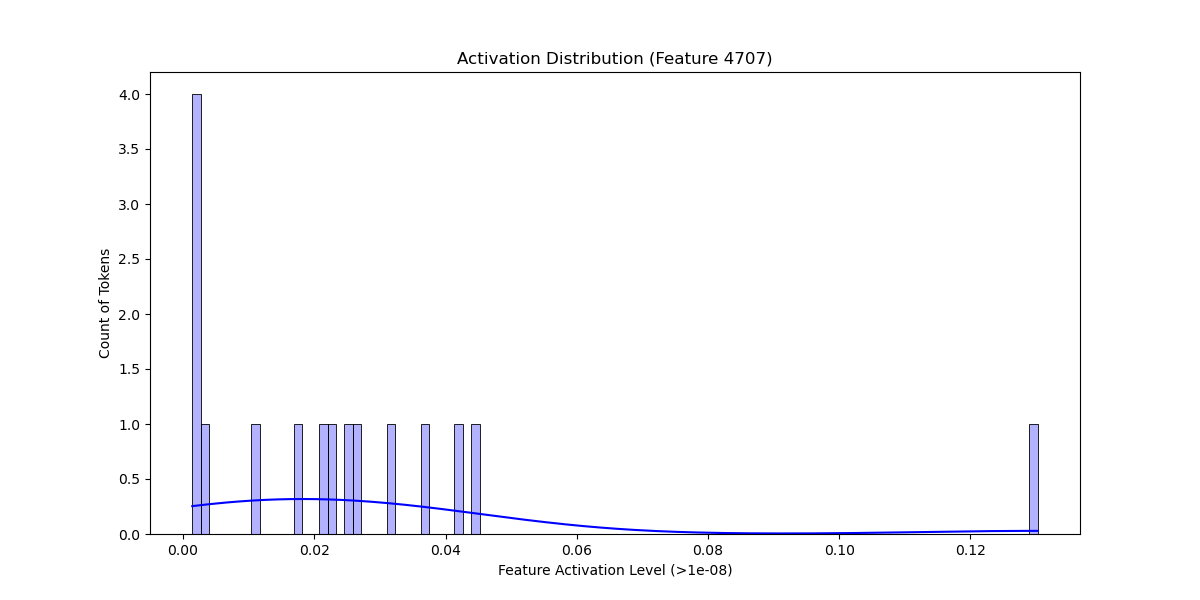 Activation Distribution (Feature 4707)
4.0
3.5
3.0
2.5
2.0
1.5
1.0
0.5
0.0
Count of Tokens
0.00 0.02 0.04 0.06 0.08 0.10 0.12
Feature Activation Level (>1e-08)